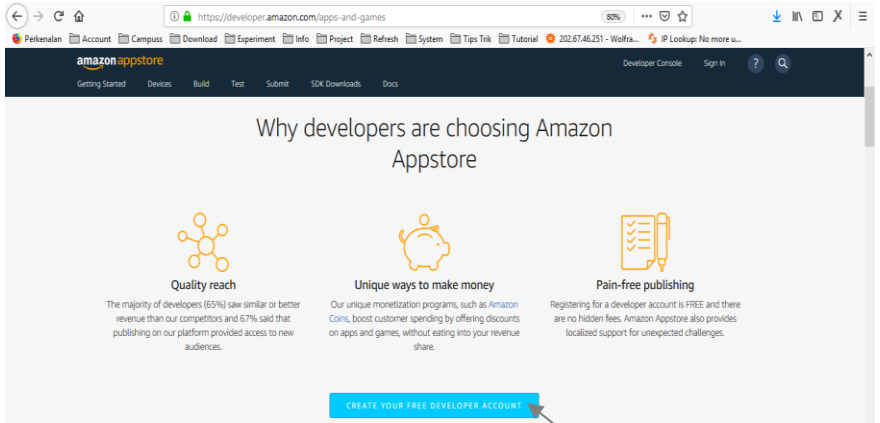 https://developer.amazon.com/apps-and-games
80%
Perkenalan Account Campuss Download Experiment Info Project Refresh System Tips Trik Tutorial 202.67.46.251 - Wolfra... IP Lookup: No more u...
amazon appstore
Developer Console Sign In ?
Getting Started Devices Build Test Submit SDK Downloads Docs
Why developers are choosing Amazon
Appstore
Quality reach
The majority of developers (65%) saw similar or better
revenue than our competitors and 67% said that
publishing on our platform provided access to new
audiences.
Unique ways to make money
Our unique monetization programs, such as Amazon
Coins, boost customer spending by offering discounts
on apps and games, without eating into your revenue
share.
Pain-free publishing
Registering for a developer account is FREE and there
are no hidden fees. Amazon Appstore also provides
localized support for unexpected challenges.
CREATE YOUR FREE DEVELOPER ACCOUNT